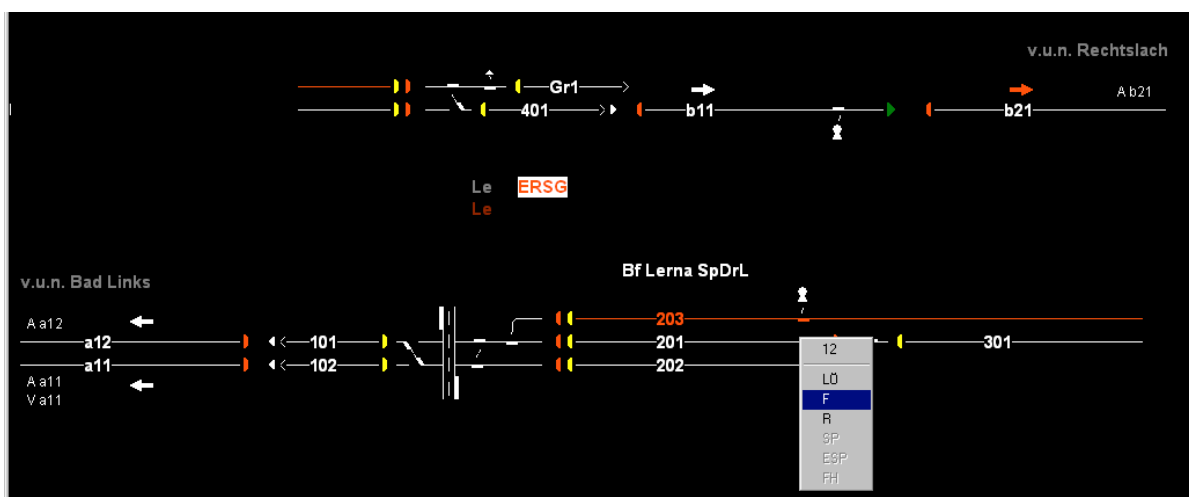 v.u.n. Rechtslach
Gr1
A b21
401
b11
b21
Le ERSG
Le
Bf Lerna SpDrL
v.u.n. Bad Links
A a12
203
a12
101
201
301
a11
102
202
A a11
V a11
12
LÖ
F
R
SP
ESP
FH